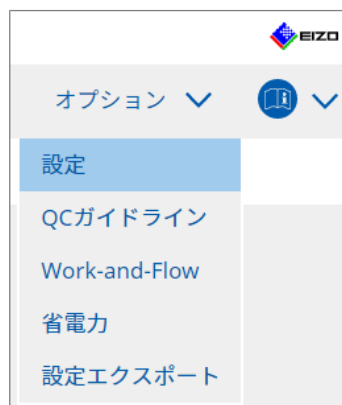 EIZO
オプション
設定
QCガイドライン
Work-and-Flow
省電力
設定エクスポート